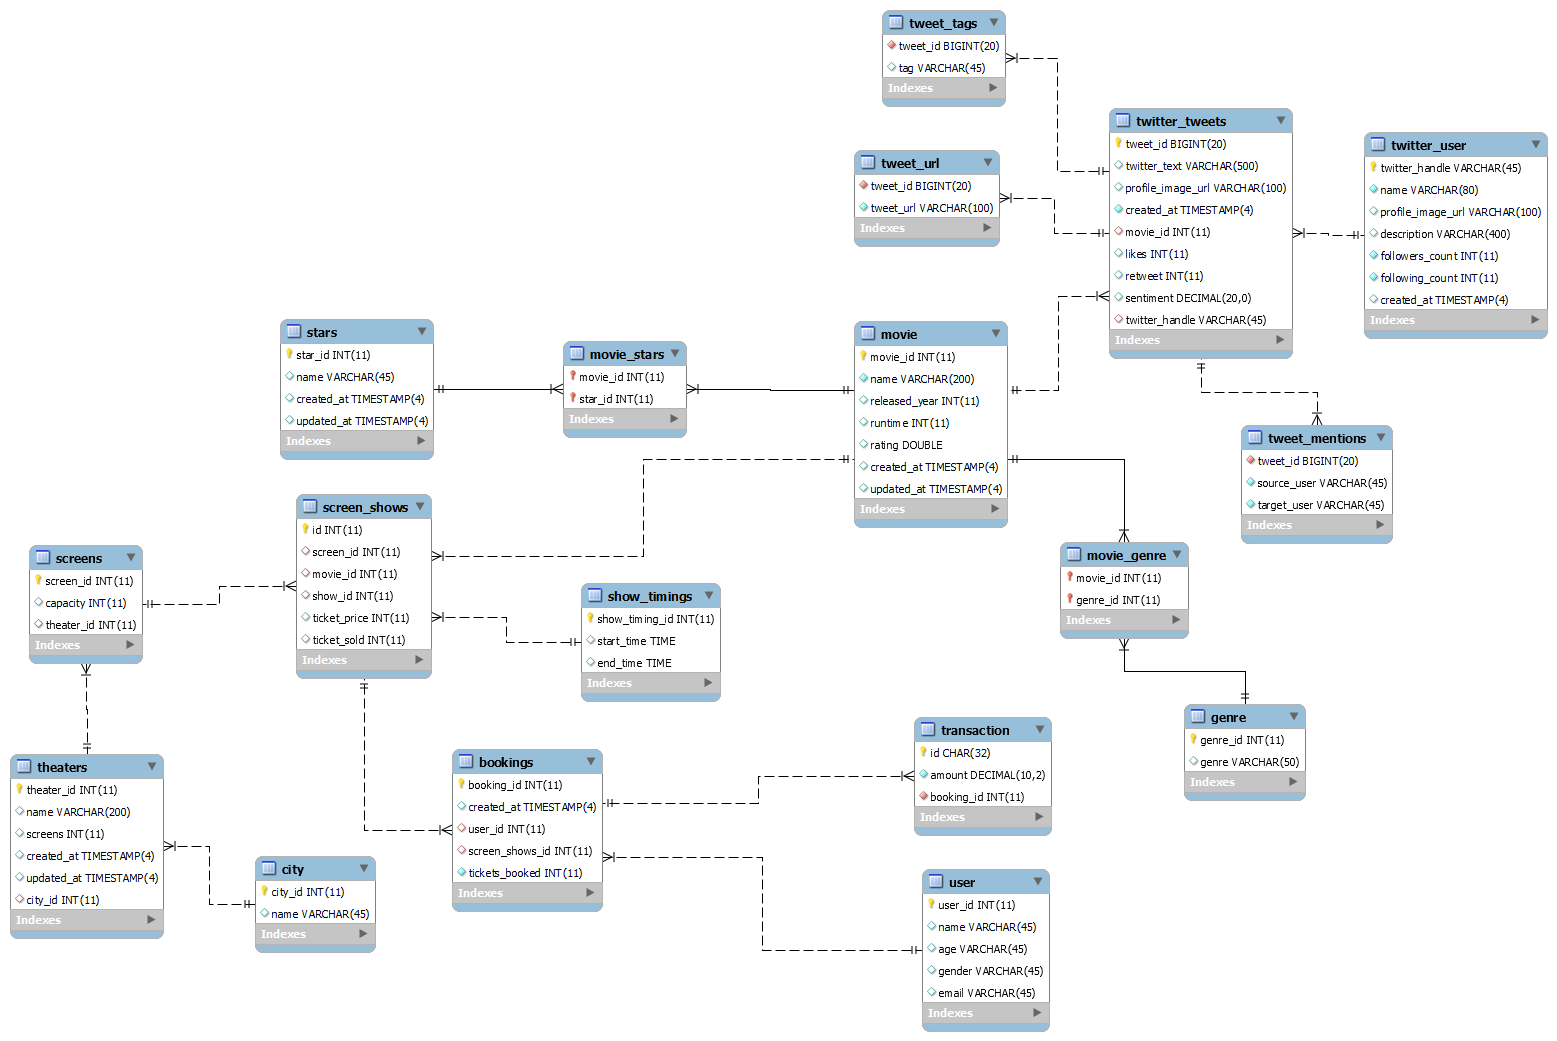 tweet_tags
tweet_id BIGINT(20)
tag VARCHAR(45)
Indexes
twitter_tweets
tweet_id BIGINT(20)
twitter_text VARCHAR(500)
profile_image_url VARCHAR(100)
created_at TIMESTAMP(4)
movie_id INT(11)
likes INT(11)
retweet INT(11)
sentiment DECIMAL(20,0)
twitter_handle VARCHAR(45)
Indexes
twitter_user
twitter_handle VARCHAR(45)
name VARCHAR(80)
profile_image_url VARCHAR(100)
description VARCHAR(400)
followers_count INT(11)
following_count INT(11)
created_at TIMESTAMP(4)
Indexes
tweet_url
tweet_id BIGINT(20)
tweet_url VARCHAR(100)
Indexes
stars
star_id INT(11)
name VARCHAR(45)
created_at TIMESTAMP(4)
updated_at TIMESTAMP(4)
Indexes
movie_stars
movie_id INT(11)
star_id INT(11)
Indexes
movie
movie_id INT(11)
name VARCHAR(200)
released_year INT(11)
runtime INT(11)
rating DOUBLE
created_at TIMESTAMP(4)
updated_at TIMESTAMP(4)
Indexes
tweet_mentions
tweet_id BIGINT(20)
source_user VARCHAR(45)
target_user VARCHAR(45)
Indexes
screen_shows
id INT(11)
screen_id INT(11)
movie_id INT(11)
show_id INT(11)
ticket_price INT(11)
ticket_sold INT(11)
Indexes
screens
screen_id INT(11)
capacity INT(11)
theater_id INT(11)
Indexes
show_timings
show_timing_id INT(11)
start_time TIME
end_time TIME
Indexes
movie_genre
movie_id INT(11)
genre_id INT(11)
Indexes
genre
genre_id INT(11)
genre VARCHAR(50)
Indexes
theaters
theater_id INT(11)
name VARCHAR(200)
screens INT(11)
created_at TIMESTAMP(4)
updated_at TIMESTAMP(4)
city_id INT(11)
Indexes
city
city_id INT(11)
name VARCHAR(45)
Indexes
bookings
booking_id INT(11)
created_at TIMESTAMP(4)
user_id INT(11)
screen_shows_id INT(11)
tickets_booked INT(11)
Indexes
transaction
id CHAR(32)
amount DECIMAL(10,2)
booking_id INT(11)
Indexes
user
user_id INT(11)
name VARCHAR(45)
age VARCHAR(45)
gender VARCHAR(45)
email VARCHAR(45)
Indexes